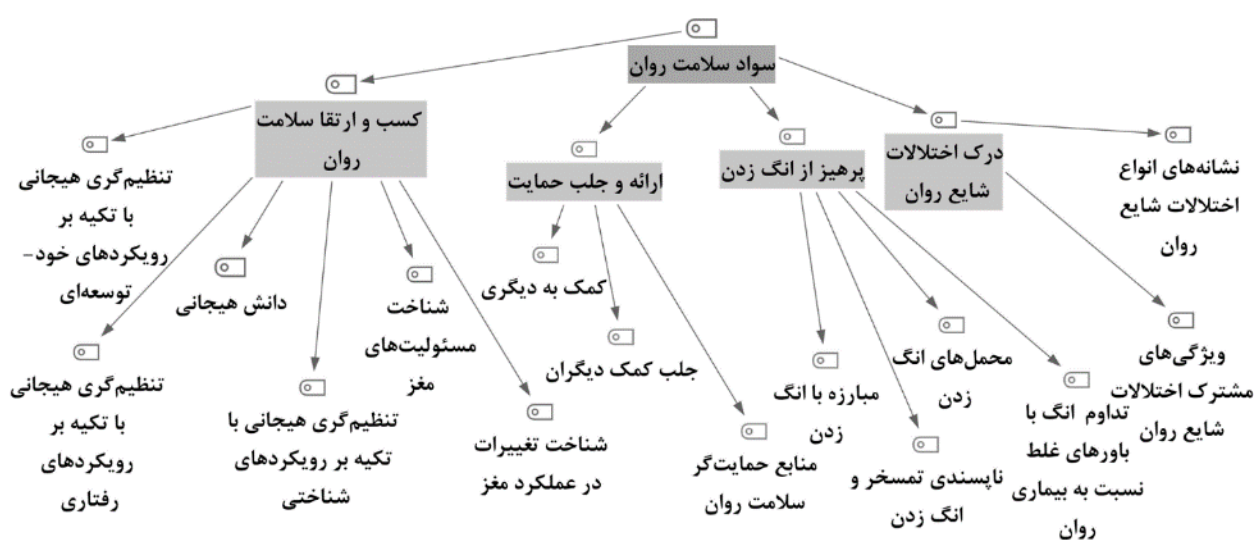 سواد سلامت روان
کسب و ارتقا سلامت
روان
ارائه و جلب حمایت
پرهیز از انگ زدن
درک اختلالات
شایع روان
نشانه‌های انواع
اختلالات شایع
روان
ویژگی‌های
مشترک اختلالات
شایع روان
تداوم انگ با
باورهای غلط
نسبت به بیماری
روان
محمل‌های انگ
زدن
ناپسندی تمسخر و
انگ زدن
مبارزه با انگ
زدن
منابع حمایت‌گر
سلامت روان
جلب کمک دیگران
کمک به دیگری
شناخت تغییرات
در عملکرد مغز
شناخت
مسئولیت‌های
مغز
تنظیم‌گری هیجانی با
تکیه بر رویکردهای
شناختی
دانش هیجانی
تنظیم‌گری هیجانی
با تکیه بر
رویکردهای
رفتاری
تنظیم‌گری هیجانی
با تکیه بر
رویکردهای خود-
توسعه‌ای